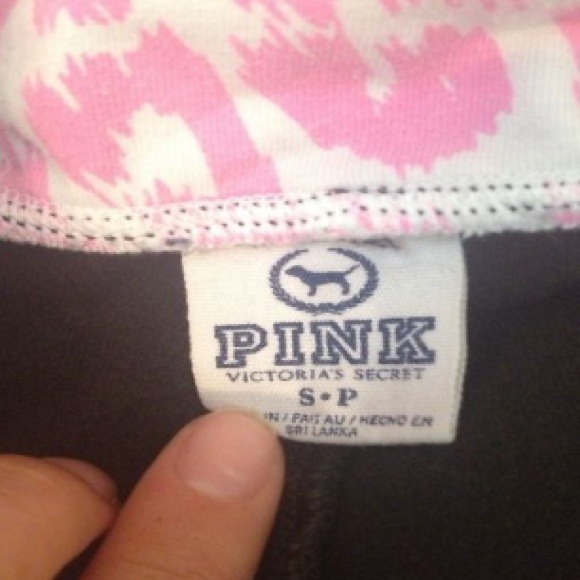 PINK
VICTORIA'S SECRET
S•P
IN / FAIT AU / HECHO EN
SRI LANKA